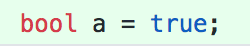 bool a = true;